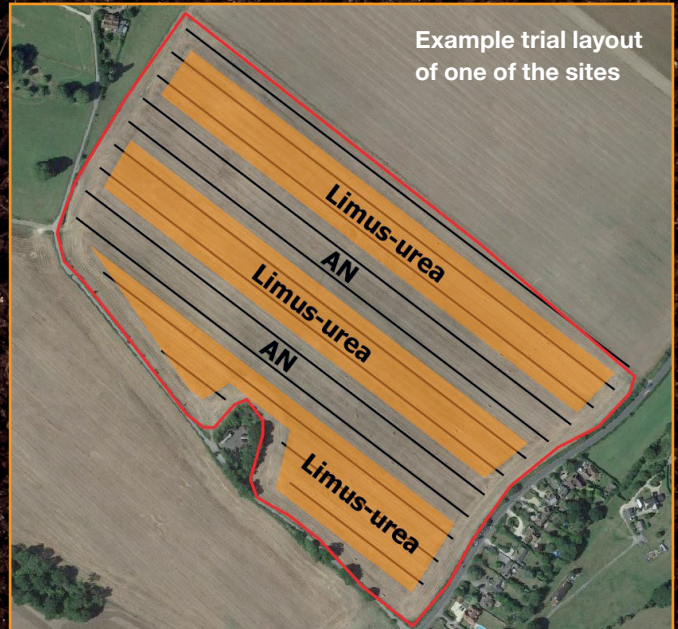 Example trial layout
of one of the sites
Limus-urea
AN
Limus-urea
AN
Limus-urea